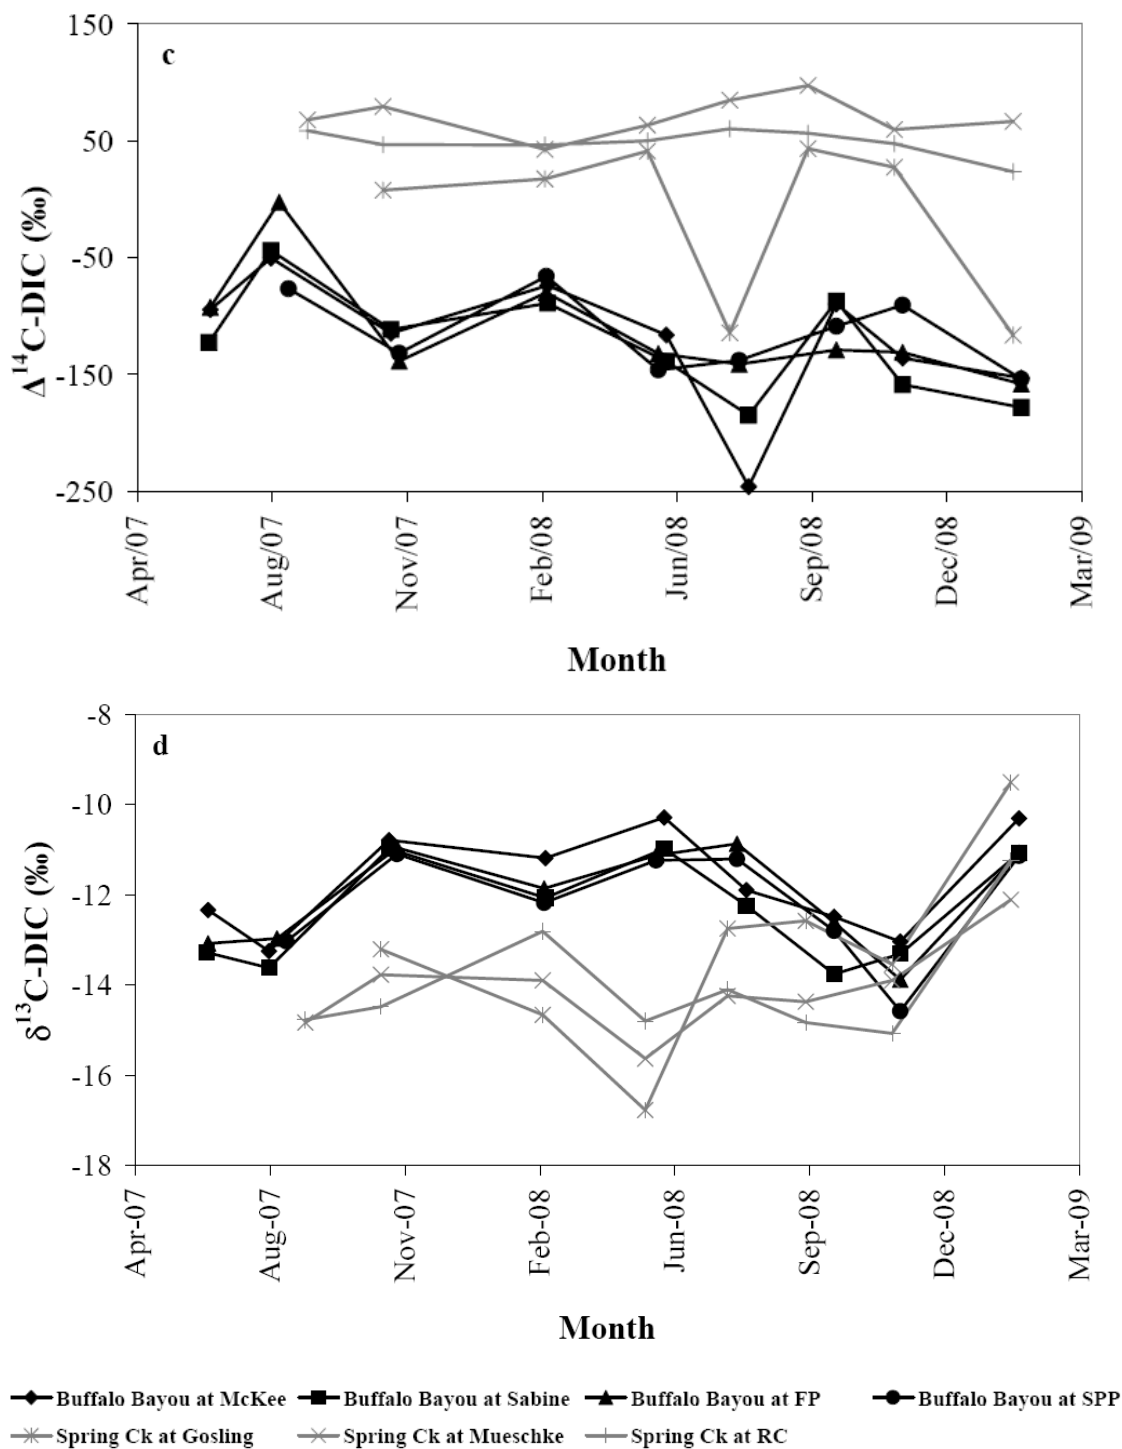 150
c
50
-50
-150
-250
Δ¹⁴C-DIC (‰)
Apr/07
Aug/07
Nov/07
Feb/08
Jun/08
Sep/08
Dec/08
Mar/09
Month
-8
d
-10
-12
-14
-16
-18
δ¹³C-DIC (‰)
Apr-07
Aug-07
Nov-07
Feb-08
Jun-08
Sep-08
Dec-08
Mar-09
Month
Buffalo Bayou at McKee Buffalo Bayou at Sabine Buffalo Bayou at FP Buffalo Bayou at SPP
Spring Ck at Gosling Spring Ck at Mueschke Spring Ck at RC